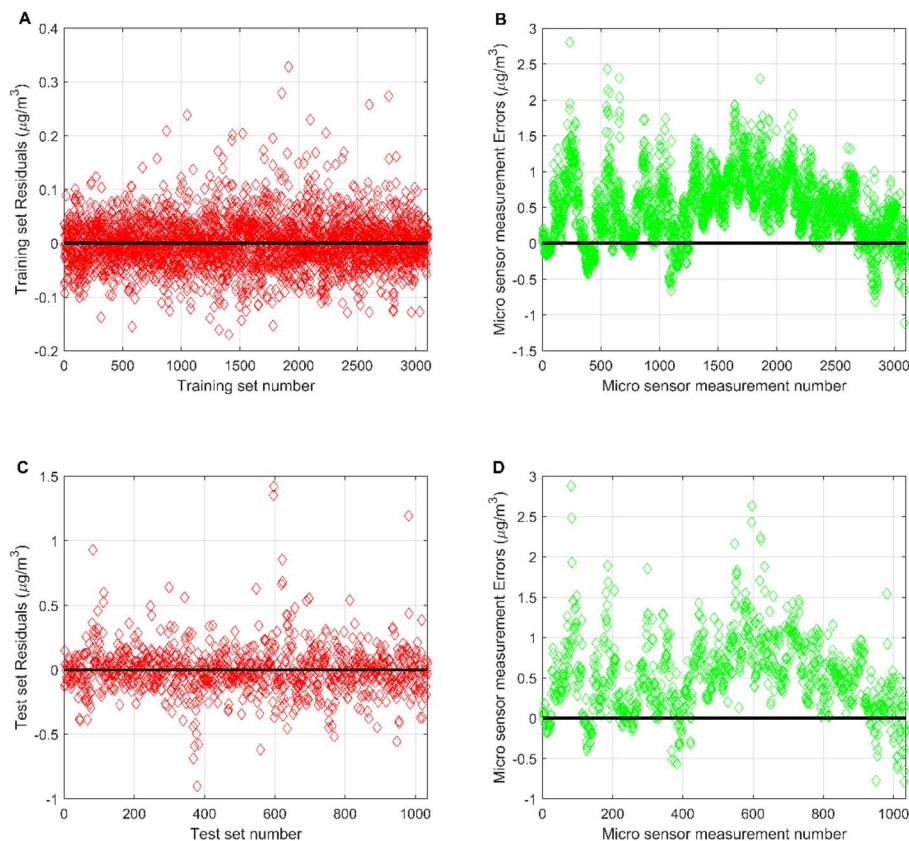 A
Training set Residuals (μg/m³)
0.4
0.3
0.2
0.1
0
-0.1
-0.2
0 500 1000 1500 2000 2500 3000
Training set number
B
Micro sensor measurement Errors (μg/m³)
3
2.5
2
1.5
1
0.5
0
-0.5
-1
-1.5
0 500 1000 1500 2000 2500 3000
Micro sensor measurement number
C
Test set Residuals (μg/m³)
1.5
1
0.5
0
-0.5
-1
0 200 400 600 800 1000
Test set number
D
Micro sensor measurement Errors (μg/m³)
3
2.5
2
1.5
1
0.5
0
-0.5
-1
0 200 400 600 800 1000
Micro sensor measurement number